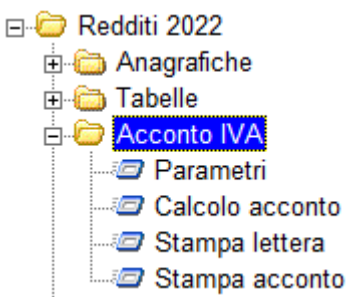 Redditi 2022
Anagrafiche
Tabelle
Acconto IVA
Parametri
Calcolo acconto
Stampa lettera
Stampa acconto